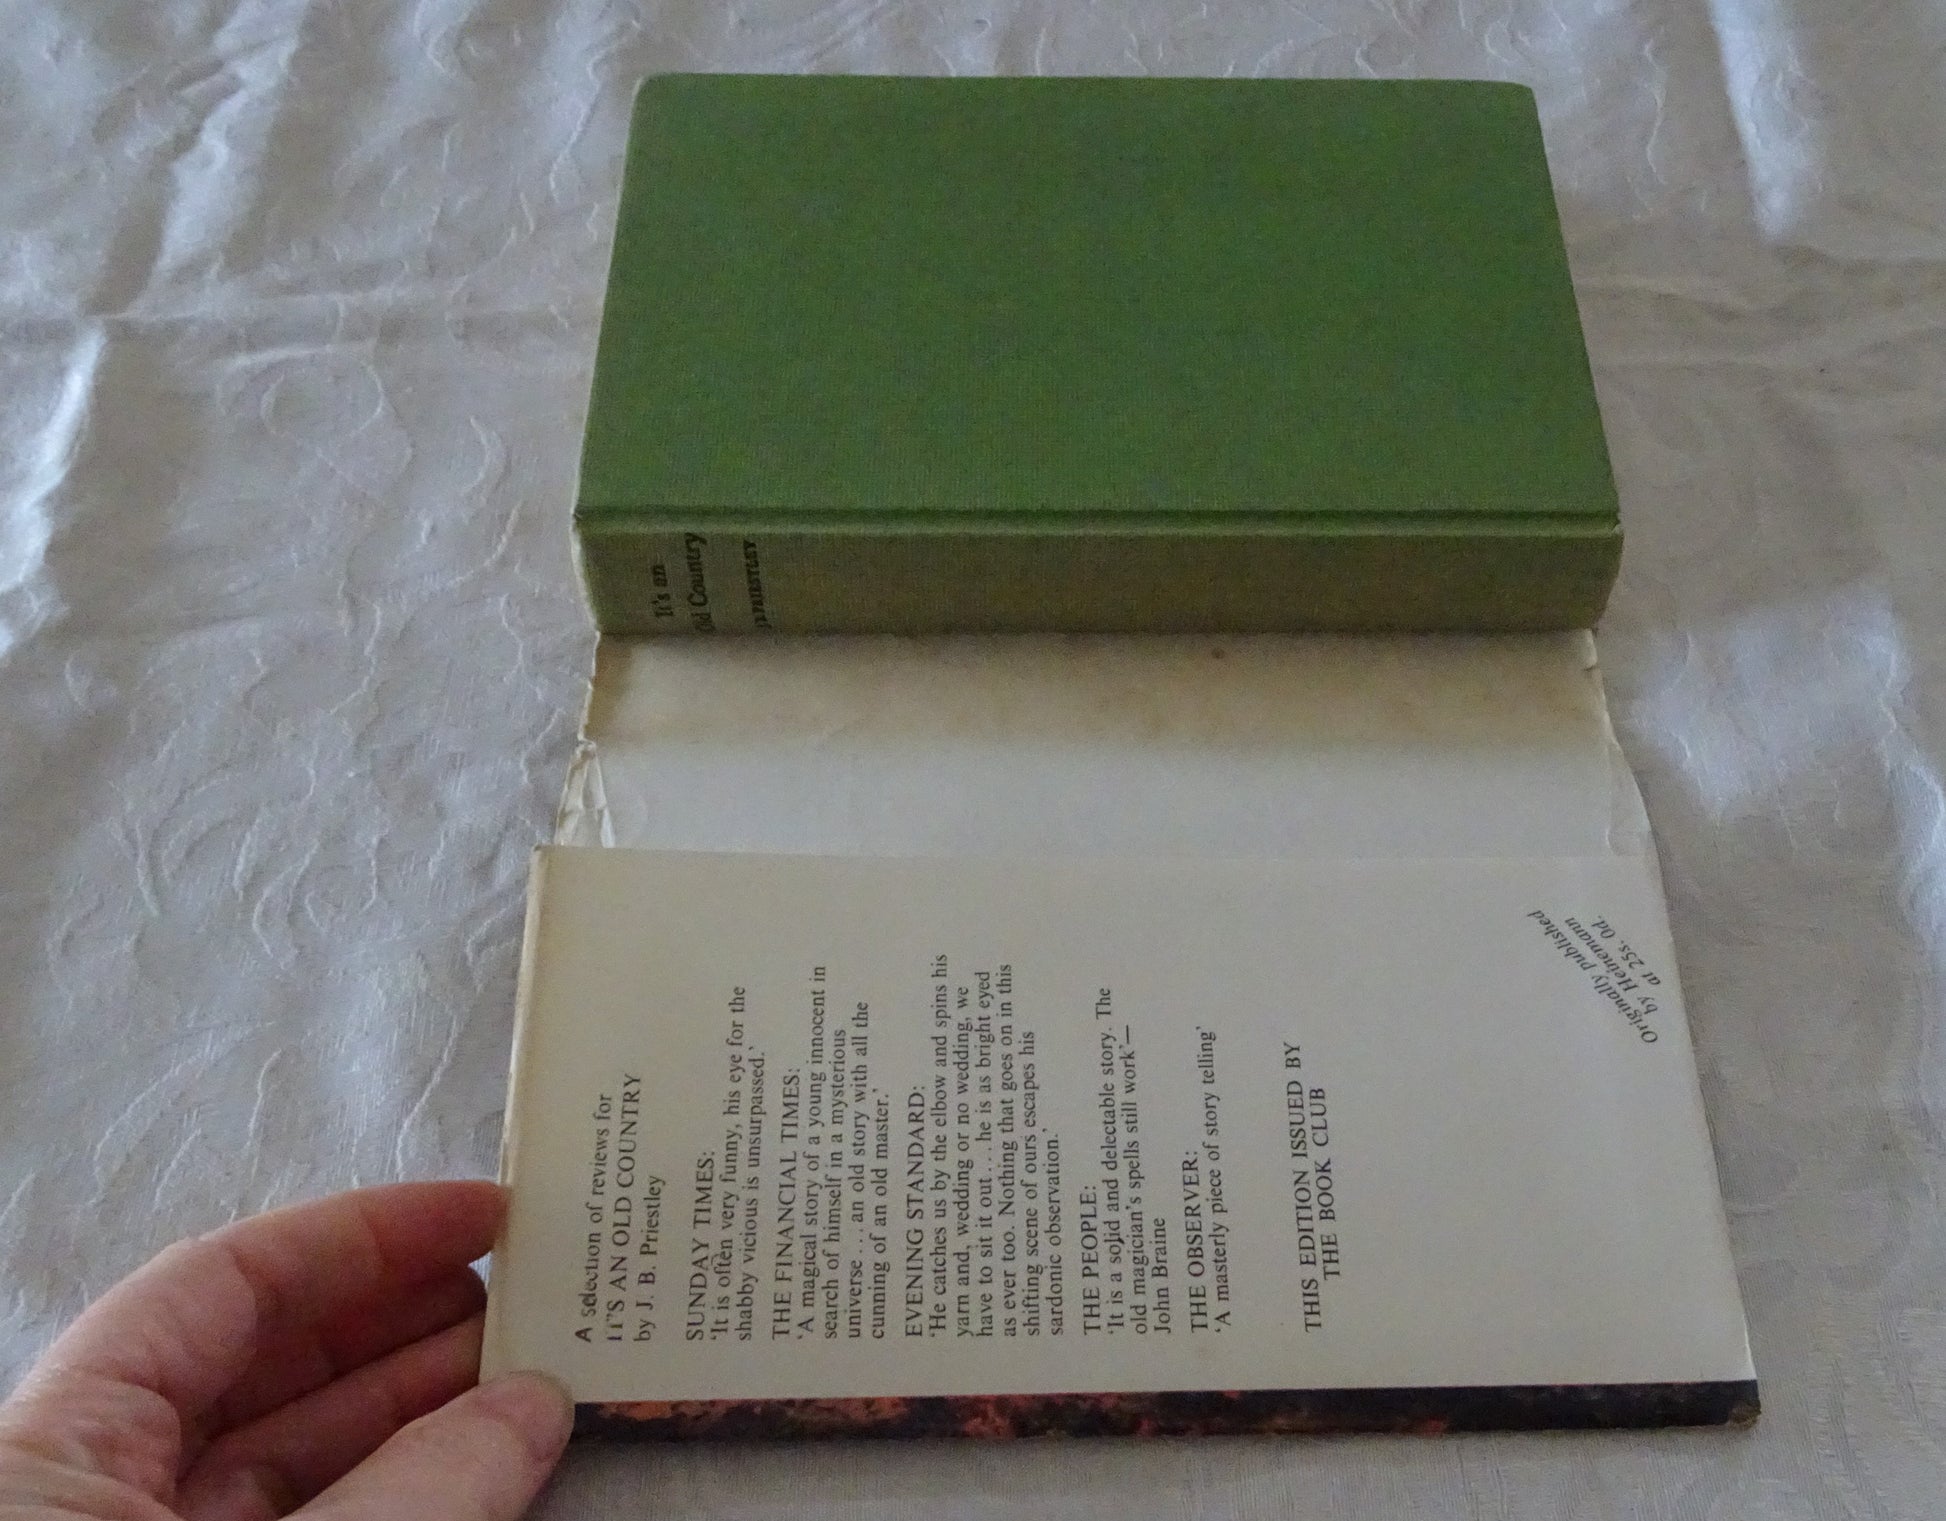 It's an
Old Country
J.B. PRIESTLEY
A selection of reviews for
IT'S AN OLD COUNTRY
by J. B. Priestley
SUNDAY TIMES:
'It is often very funny, his eye for the
shabby vicious is unsurpassed.'
THE FINANCIAL TIMES:
'A magical story of a young innocent in
search of himself in a mysterious
universe . . . an old story with all the
cunning of an old master.'
EVENING STANDARD:
'He catches us by the elbow and spins his
yarn and, wedding or no wedding, we
have to sit it out . . . he is as bright eyed
as ever too. Nothing that goes on in this
shifting scene of ours escapes his
sardonic observation.'
THE PEOPLE:
'It is a solid and delectable story. The
old magician's spells still work'—
John Braine
THE OBSERVER:
'A masterly piece of story telling'
THIS EDITION ISSUED BY
THE BOOK CLUB
Originally published
by Heinemann
at 25s. 0d.